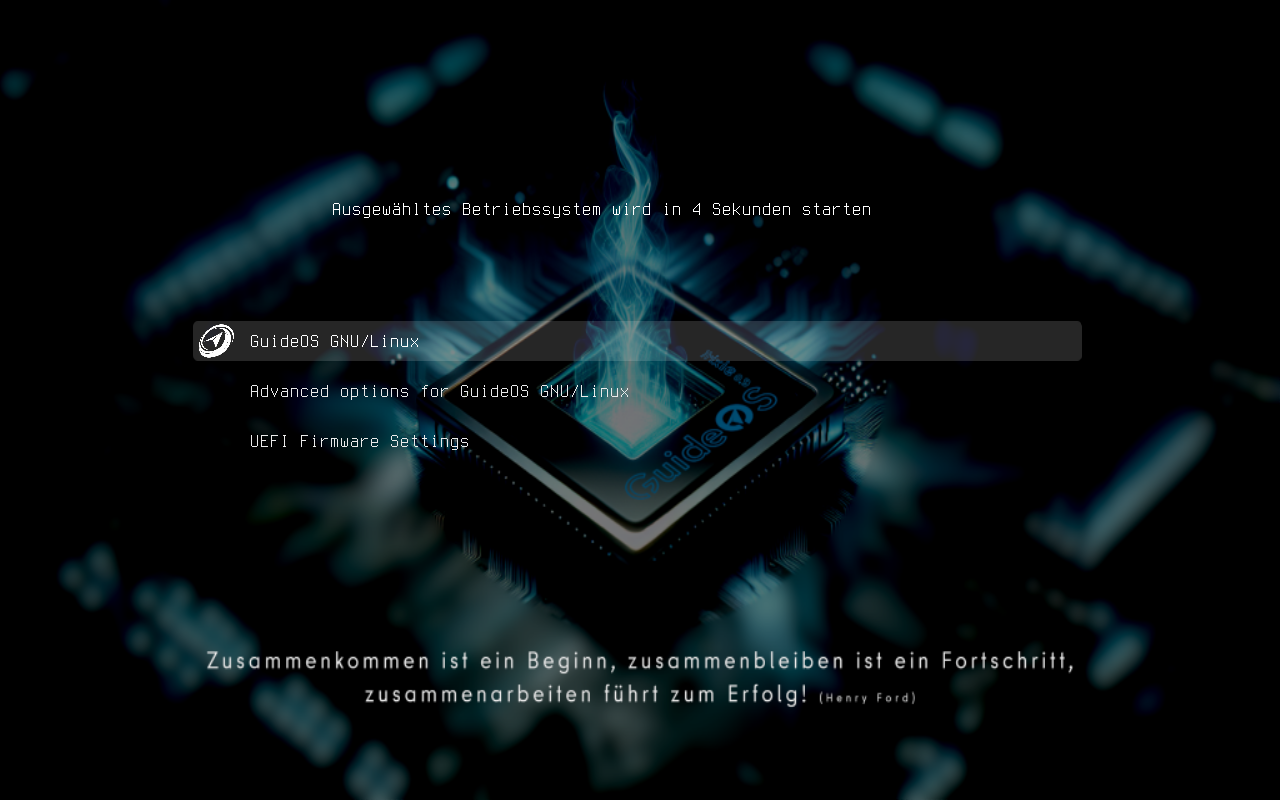 Ausgewähltes Betriebssystem wird in 4 Sekunden starten
GuideOS GNU/Linux
Advanced options for GuideOS GNU/Linux
UEFI Firmware Settings
GuideOS
Zusammenkommen ist ein Beginn, zusammenbleiben ist ein Fortschritt,
zusammenarbeiten führt zum Erfolg! (Henry Ford)